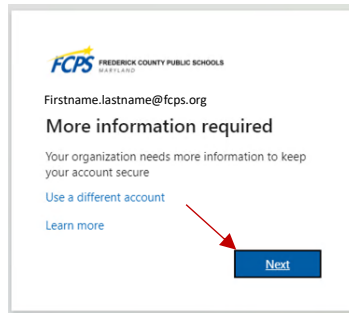 FCPS FREDERICK COUNTY PUBLIC SCHOOLS
MARYLAND
Firstname.lastname@fcps.org
More information required
Your organization needs more information to keep
your account secure
Use a different account
Learn more
Next